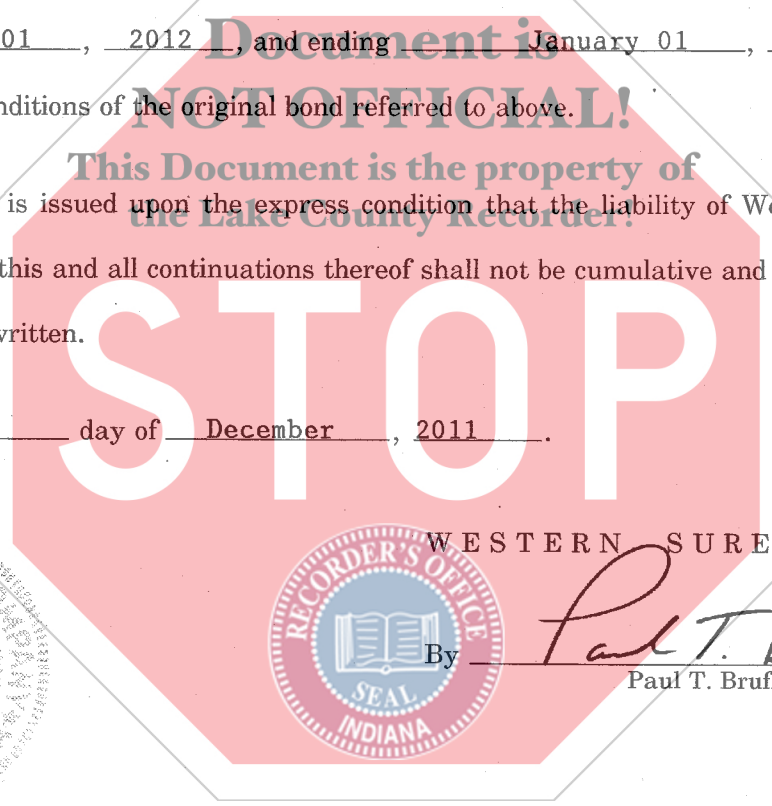 01, 2012, and ending January 01,
Document is
nditions of the original bond referred to above.
NOT OFFICIAL!
This Document is the property of
is issued upon the express condition that the liability of We
the Lake County Recorder!
this and all continuations thereof shall not be cumulative and
written.
STOP
day of December, 2011.
WESTERN SURE
RECORDER'S OFFICE
SEAL
INDIANA
By Paul T.
Paul T. Bruf